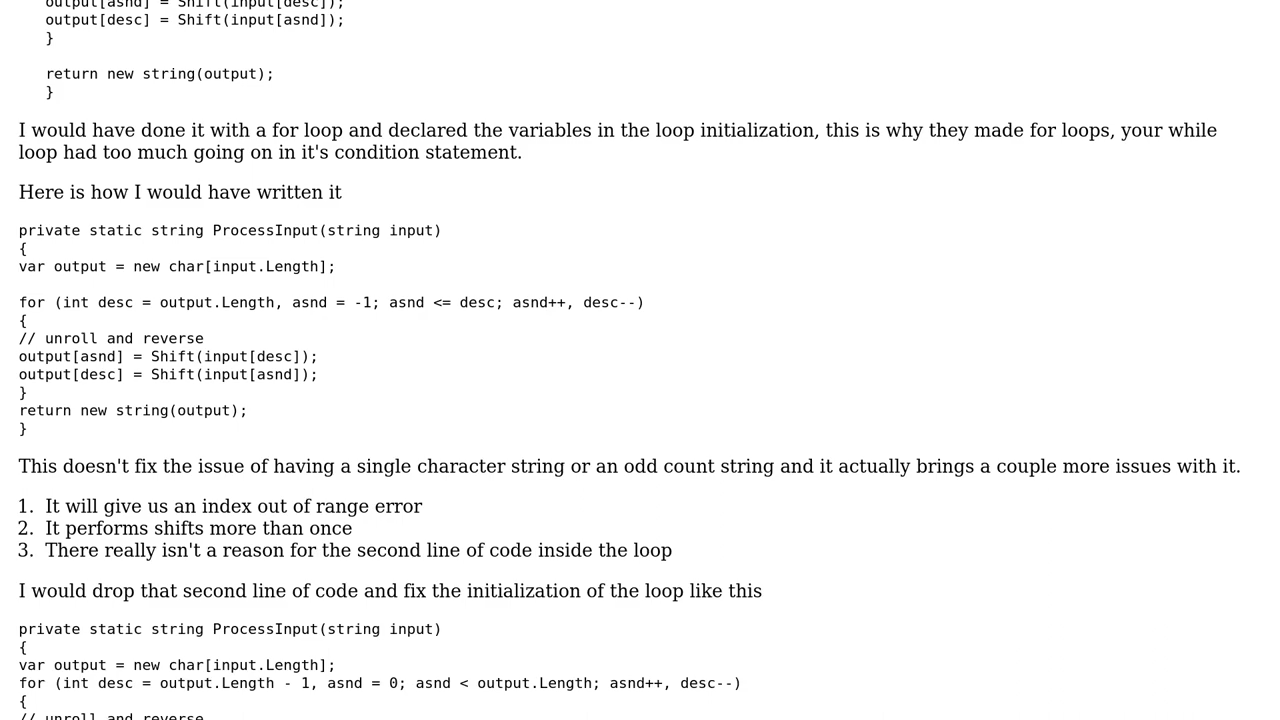 output[asnd] = Shift(input[desc]);
output[desc] = Shift(input[asnd]);
}
return new string(output);
}
I would have done it with a for loop and declared the variables in the loop initialization, this is why they made for loops, your while
loop had too much going on in it's condition statement.
Here is how I would have written it
private static string ProcessInput(string input)
{
var output = new char[input.Length];
for (int desc = output.Length, asnd = -1; asnd <= desc; asnd++, desc--)
{
// unroll and reverse
output[asnd] = Shift(input[desc]);
output[desc] = Shift(input[asnd]);
}
return new string(output);
}
This doesn't fix the issue of having a single character string or an odd count string and it actually brings a couple more issues with it.
1. It will give us an index out of range error
2. It performs shifts more than once
3. There really isn't a reason for the second line of code inside the loop
I would drop that second line of code and fix the initialization of the loop like this
private static string ProcessInput(string input)
{
var output = new char[input.Length];
for (int desc = output.Length - 1, asnd = 0; asnd < output.Length; asnd++, desc--)
{
// unroll and reverse